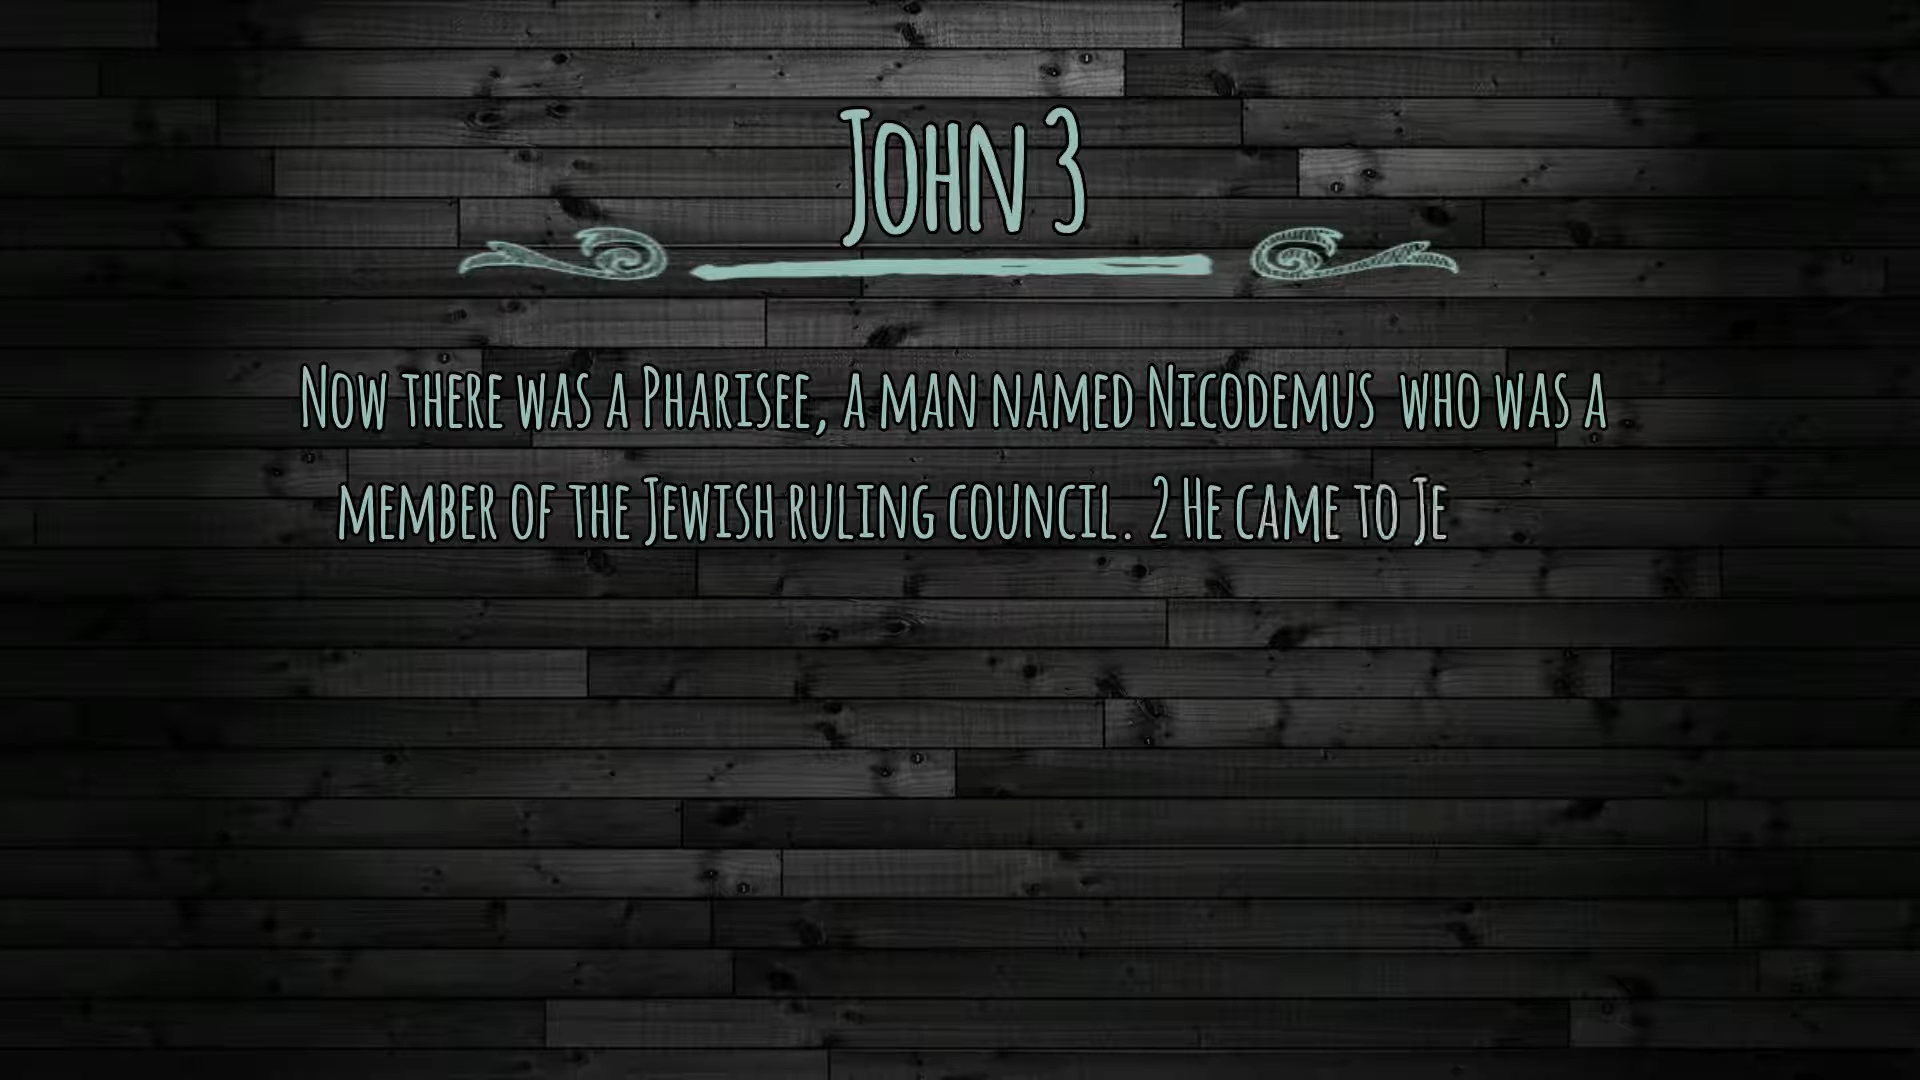 John 3
Now there was a Pharisee, a man named Nicodemus who was a
member of the Jewish ruling council. 2 He came to Je